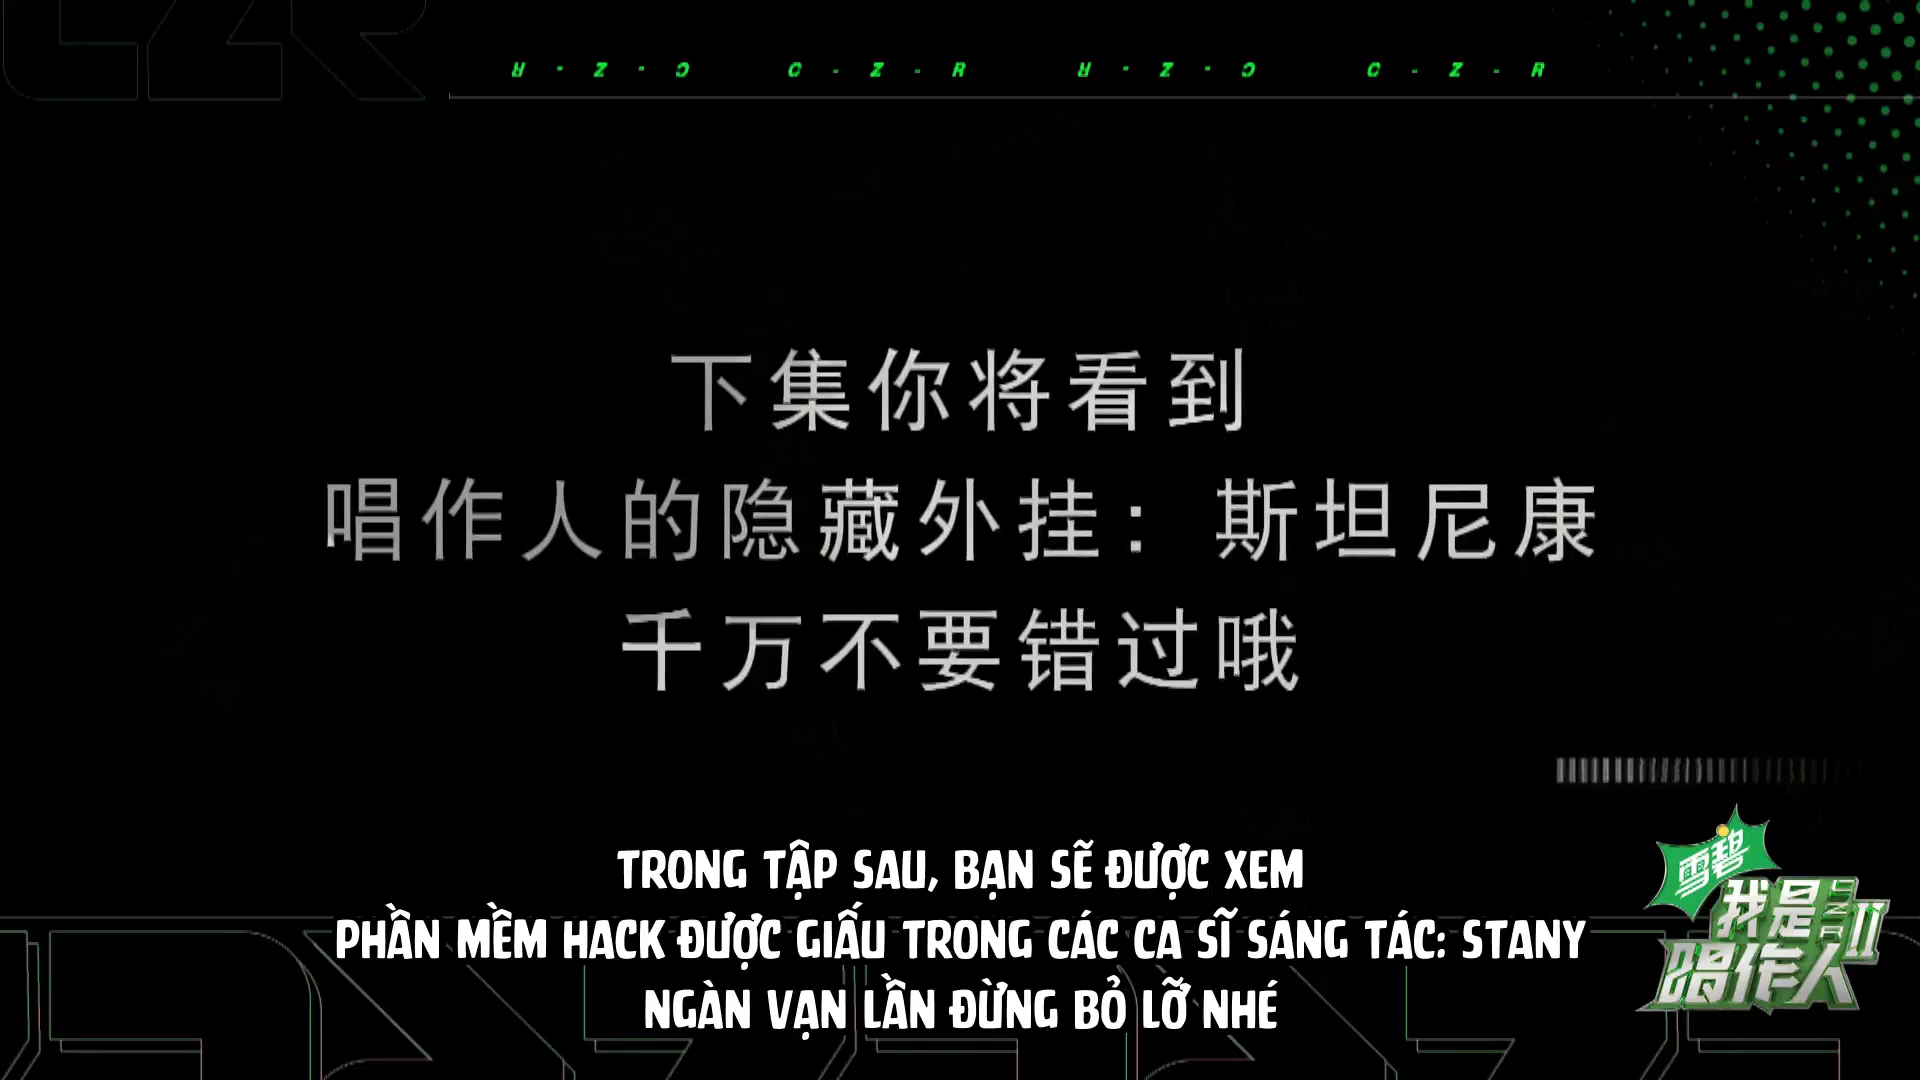 C-Z-R C-Z-R C-Z-R C-Z-R
下集你将看到
唱作人的隐藏外挂：斯坦尼康
千万不要错过哦
TRONG TẬP SAU, BẠN SẼ ĐƯỢC XEM
PHẦN MỀM HACK ĐƯỢC GIẤU TRONG CÁC CA SĨ SÁNG TÁC: STANY
NGÀN VẠN LẦN ĐỪNG BỎ LỠ NHÉ
雪碧
我是
唱作人II